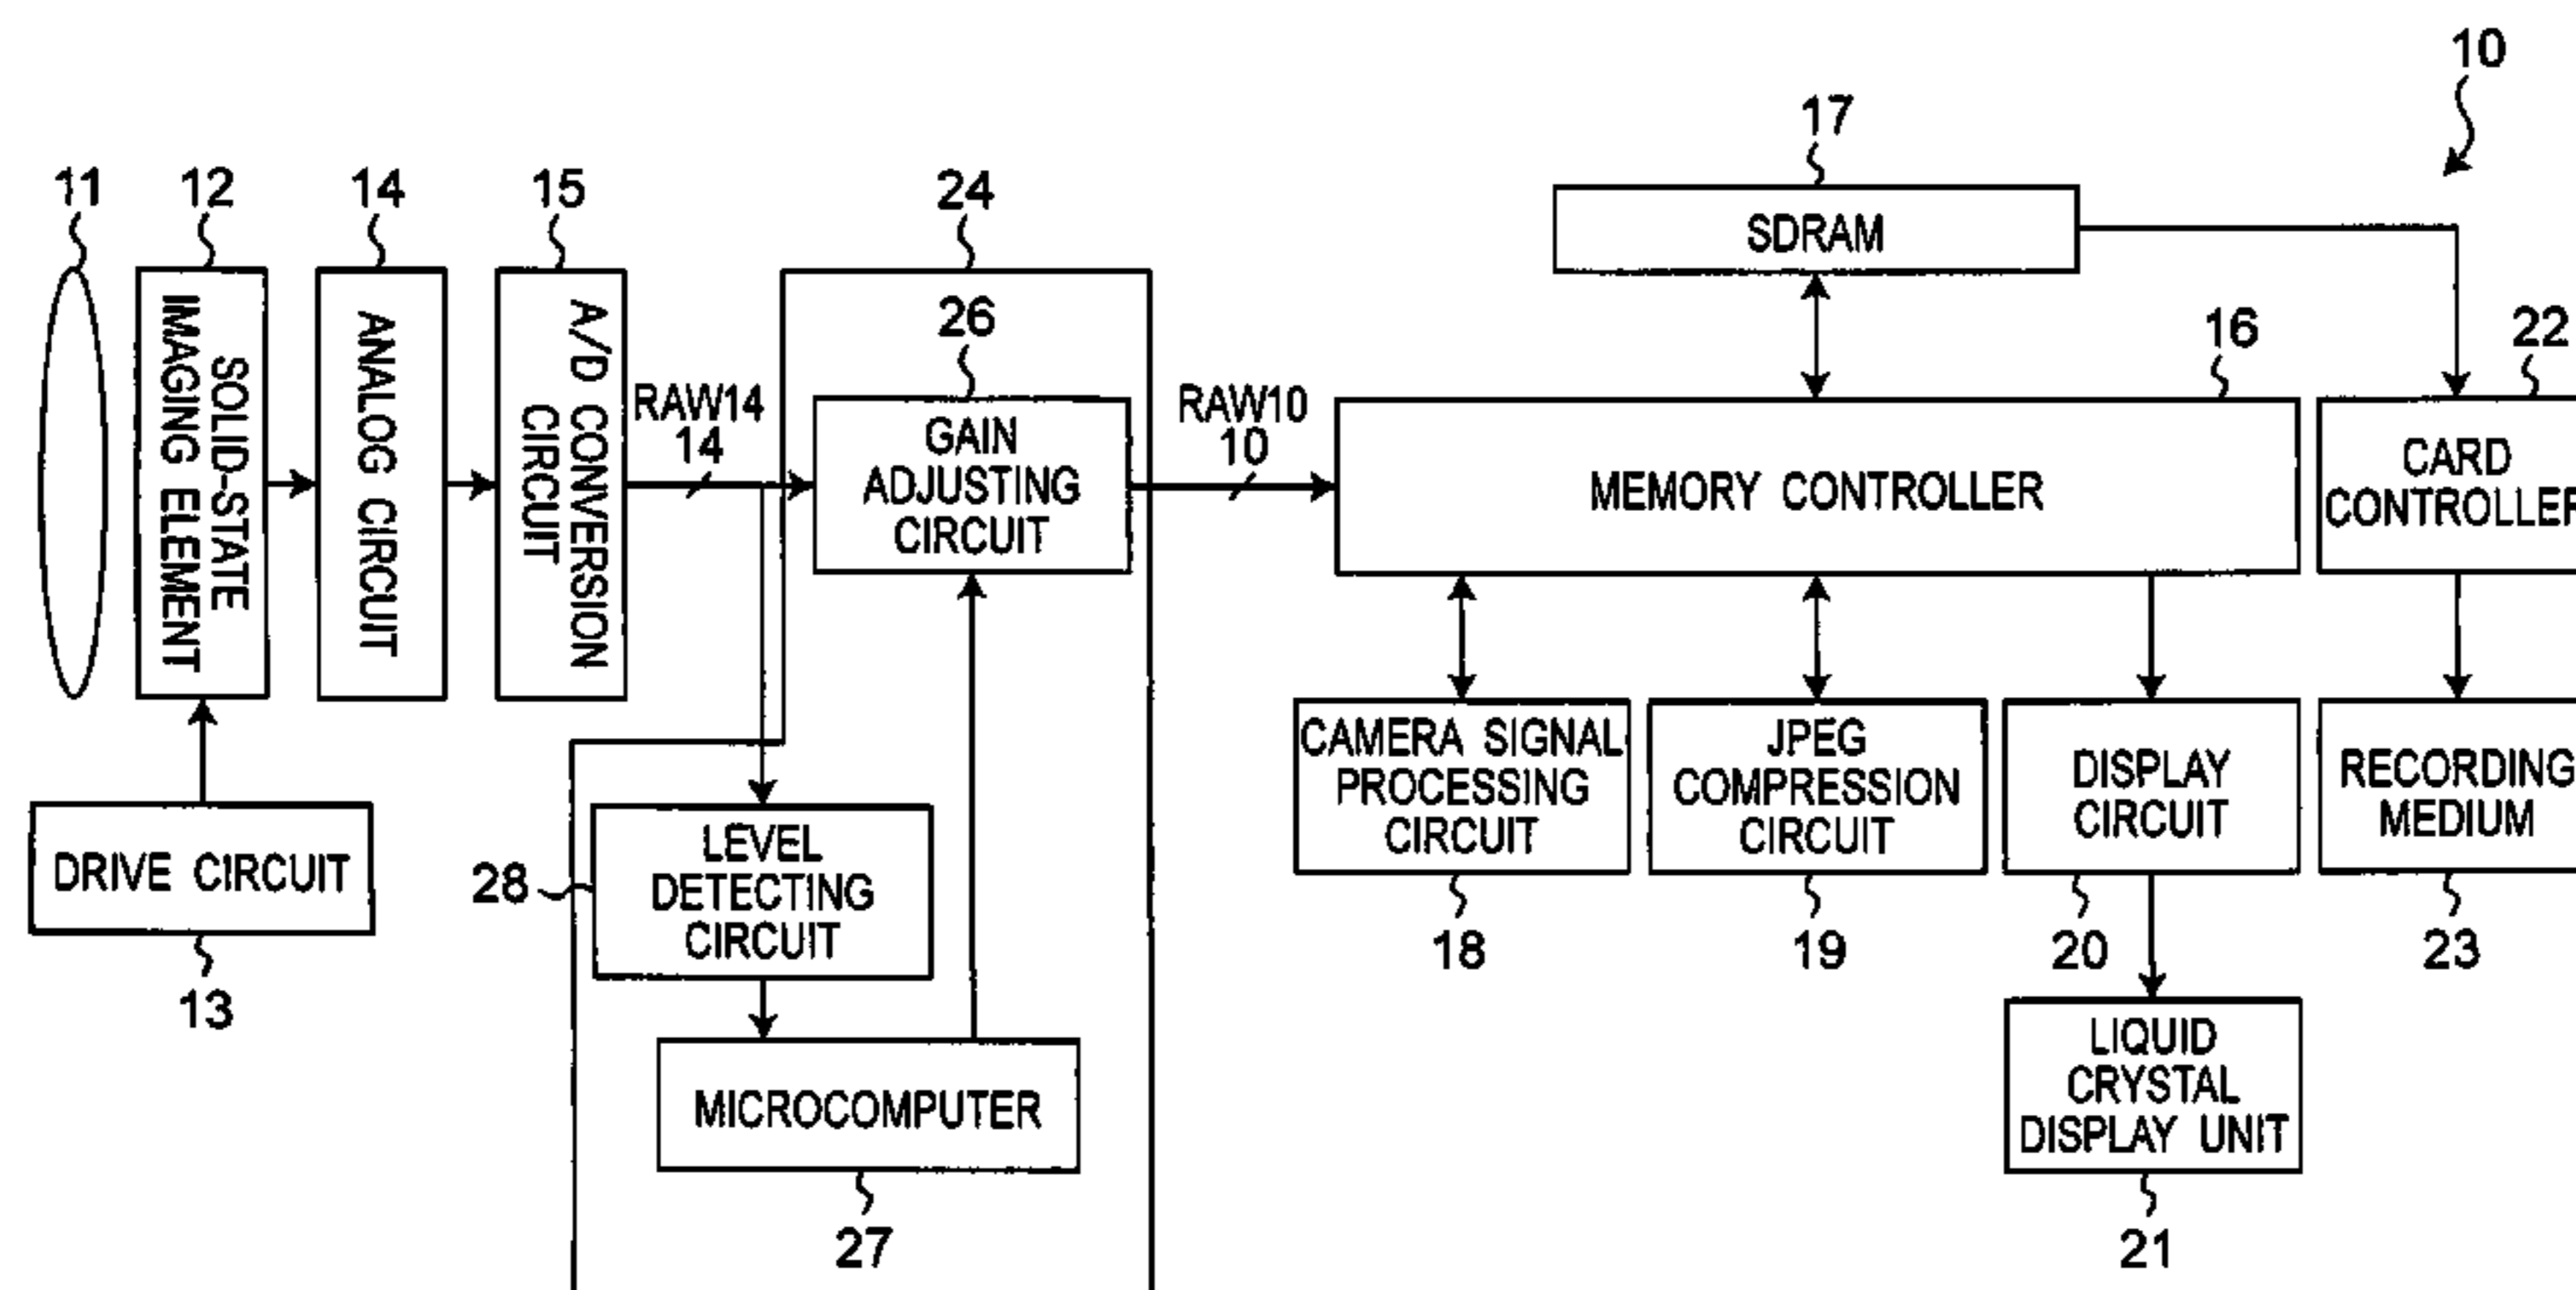 10
17
11
12
14
15
24
SDRAM
26
16
22
SOLID-STATE
IMAGING ELEMENT
ANALOG CIRCUIT
A/D CONVERSION
CIRCUIT
RAW14
14
GAIN
ADJUSTING
CIRCUIT
RAW10
10
MEMORY CONTROLLER
CARD
CONTROLLER
DRIVE CIRCUIT
13
28
LEVEL
DETECTING
CIRCUIT
CAMERA SIGNAL
PROCESSING
CIRCUIT
18
JPEG
COMPRESSION
CIRCUIT
19
DISPLAY
CIRCUIT
20
RECORDING
MEDIUM
23
MICROCOMPUTER
27
LIQUID
CRYSTAL
DISPLAY UNIT
21